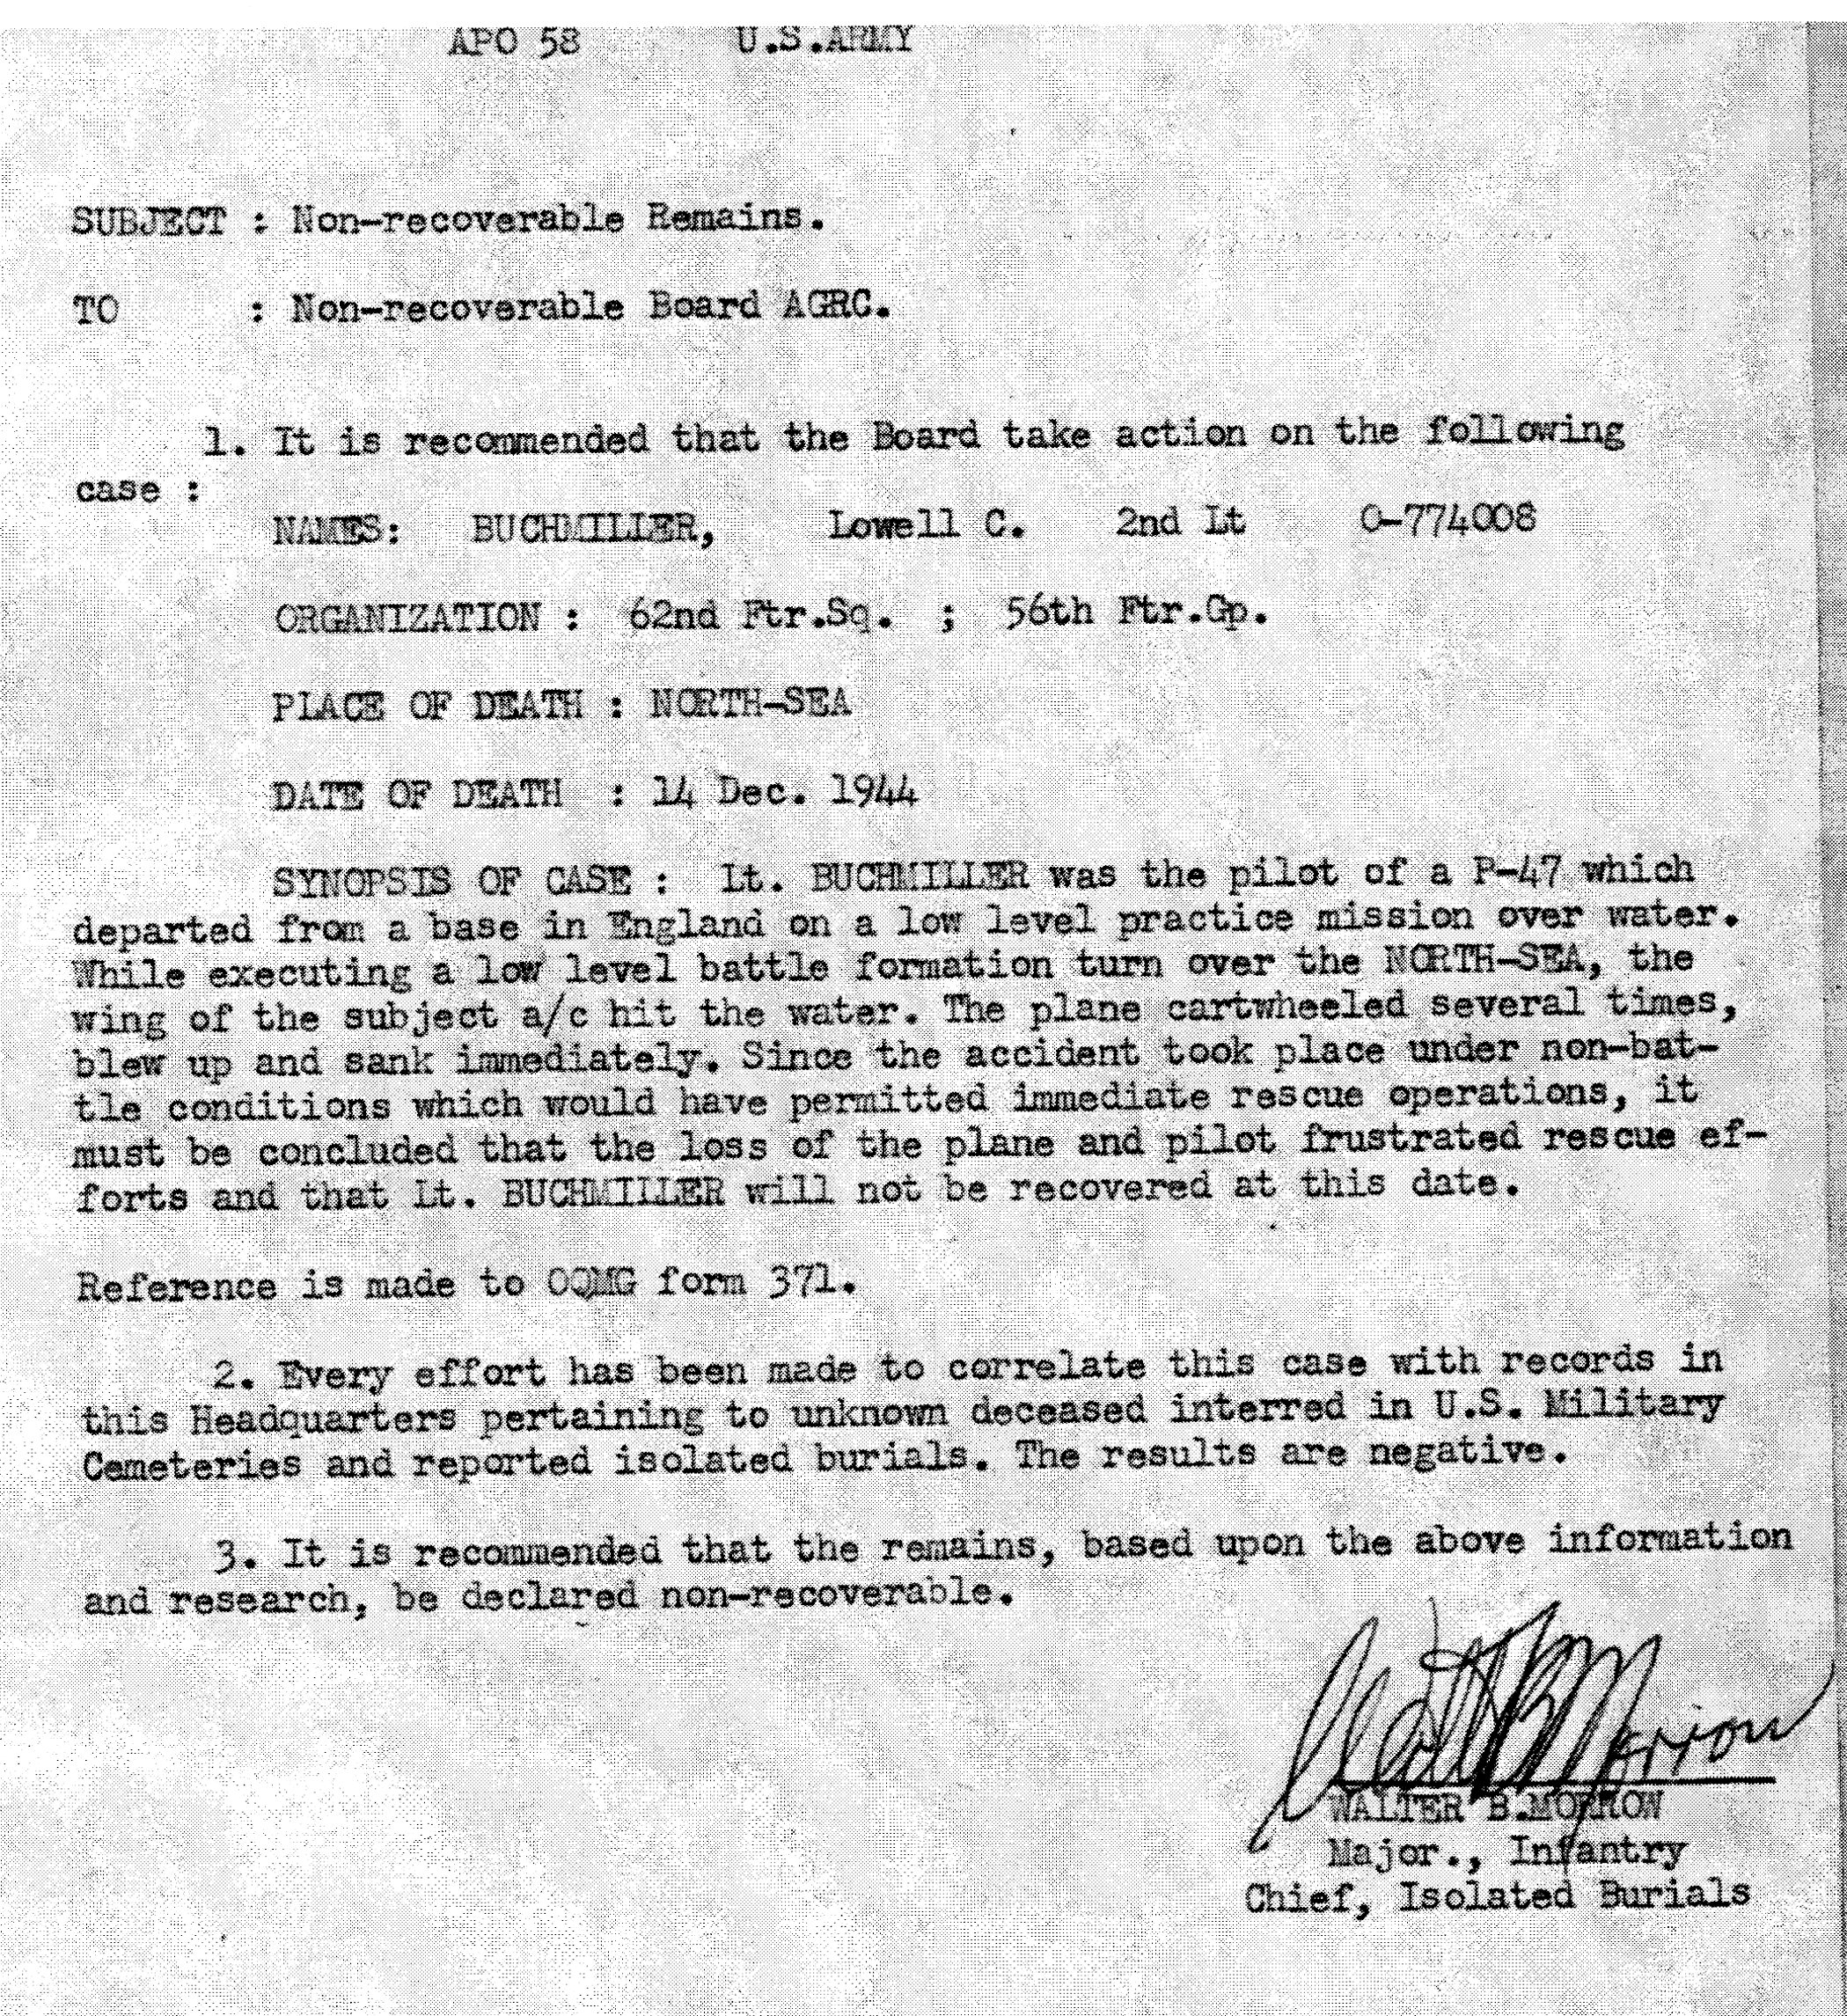 APO 58 U.S.ARMY
SUBJECT : Non-recoverable Remains.
TO : Non-recoverable Board AGRC.
1. It is recommended that the Board take action on the following
case :
NAMES: BUCHMILLER, Lowell C. 2nd Lt O-774008
ORGANIZATION : 62nd Ftr.Sq. ; 56th Ftr.Gp.
PLACE OF DEATH : NORTH-SEA
DATE OF DEATH : 14 Dec. 1944
SYNOPSIS OF CASE : Lt. BUCHMILLER was the pilot of a P-47 which
departed from a base in England on a low level practice mission over water.
While executing a low level battle formation turn over the NORTH-SEA, the
wing of the subject a/c hit the water. The plane cartwheeled several times,
blew up and sank immediately. Since the accident took place under non-bat-
tle conditions which would have permitted immediate rescue operations, it
must be concluded that the loss of the plane and pilot frustrated rescue ef-
forts and that Lt. BUCHMILLER will not be recovered at this date.
Reference is made to OQMG form 371.
2. Every effort has been made to correlate this case with records in
this Headquarters pertaining to unknown deceased interred in U.S. Military
Cemeteries and reported isolated burials. The results are negative.
3. It is recommended that the remains, based upon the above information
and research, be declared non-recoverable.
Walter B Morrow
WALTER B.MORROW
Major., Infantry
Chief, Isolated Burials